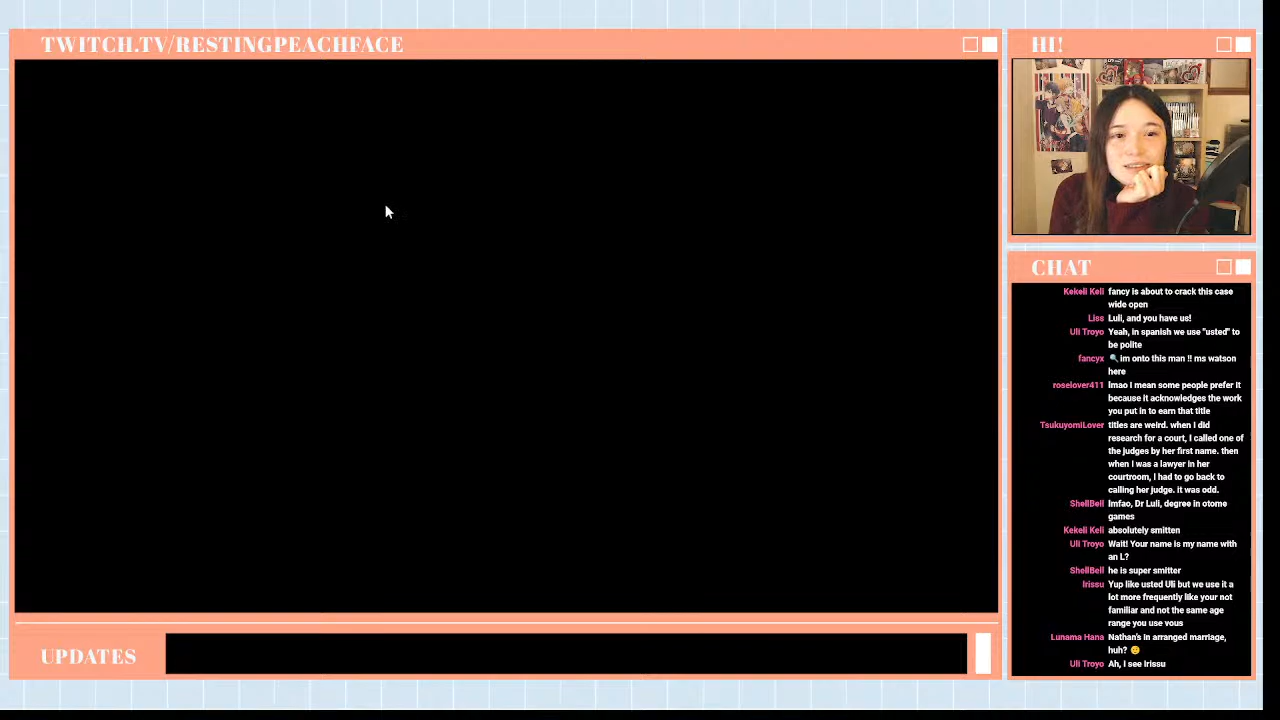 TWITCH.TV/RESTINGPEACHFACE
HI!
CHAT
Kekeli Keli fancy is about to crack this case
wide open
Liss Luli, and you have us!
Uli Troyo Yeah, in spanish we use "usted" to
be polite
fancyx 🔍im onto this man !! ms watson
here
roselover411 lmao I mean some people prefer it
because it acknowledges the work
you put in to earn that title
TsukuyomiLover titles are weird. when I did
research for a court, I called one of
the judges by her first name. then
when I was a lawyer in her
courtroom, I had to go back to
calling her judge. it was odd.
ShellBell lmfao, Dr Luli, degree in otome
games
Kekeli Keli absolutely smitten
Uli Troyo Wait! Your name is my name with
an L?
ShellBell he is super smitter
Irissu Yup like usted Uli but we use it a
lot more frequently like your not
familiar and not the same age
range you use vous
Lunama Hana Nathan's in arranged marriage,
huh?
Uli Troyo Ah, I see Irissu
UPDATES